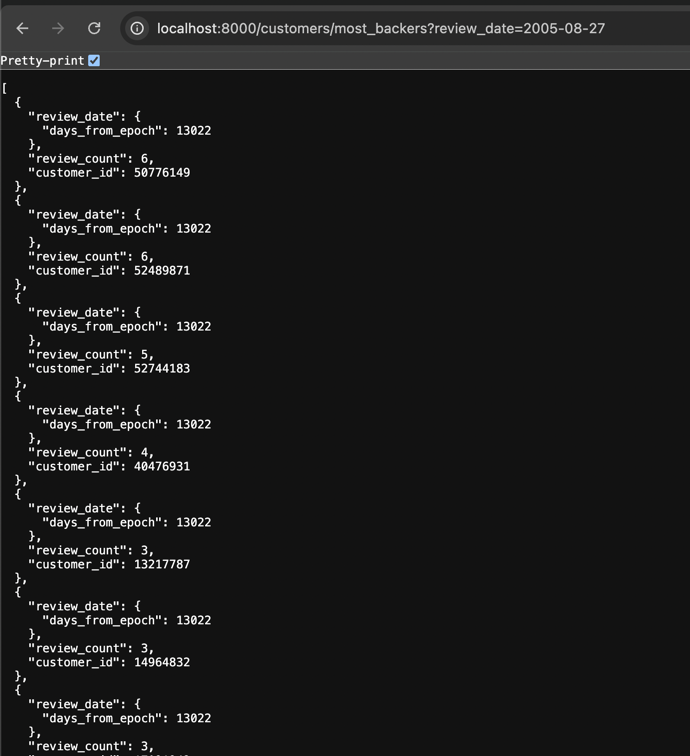 localhost:8000/customers/most_backers?review_date=2005-08-27
Pretty-print
[
  {
    "review_date": {
      "days_from_epoch": 13022
    },
    "review_count": 6,
    "customer_id": 50776149
  },
  {
    "review_date": {
      "days_from_epoch": 13022
    },
    "review_count": 6,
    "customer_id": 52489871
  },
  {
    "review_date": {
      "days_from_epoch": 13022
    },
    "review_count": 5,
    "customer_id": 52744183
  },
  {
    "review_date": {
      "days_from_epoch": 13022
    },
    "review_count": 4,
    "customer_id": 40476931
  },
  {
    "review_date": {
      "days_from_epoch": 13022
    },
    "review_count": 3,
    "customer_id": 13217787
  },
  {
    "review_date": {
      "days_from_epoch": 13022
    },
    "review_count": 3,
    "customer_id": 14964832
  },
  {
    "review_date": {
      "days_from_epoch": 13022
    },
    "review_count": 3,